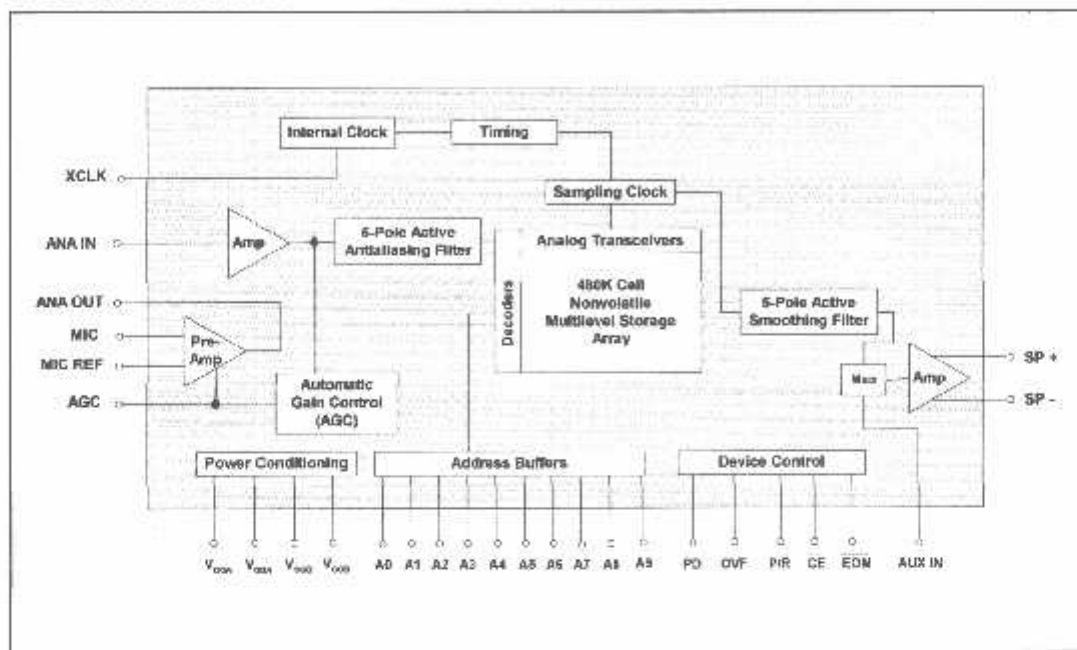 Internal Clock
Timing
XCLK
Sampling Clock
ANA IN
Amp
5-Pole Active
Antialiasing Filter
Analog Transceivers
Decoders
480K Cell
Nonvolatile
Multilevel Storage
Array
ANA OUT
MIC
MIC REF
AGC
Pre-
Amp
Automatic
Gain Control
(AGC)
5-Pole Active
Smoothing Filter
Mux
Amp
SP +
SP -
Power Conditioning
Address Buffers
Device Control
A0 A1 A2 A3 A4 A5 A6 A7 A8 A9 PD OVF P/R CE EOM AUX IN